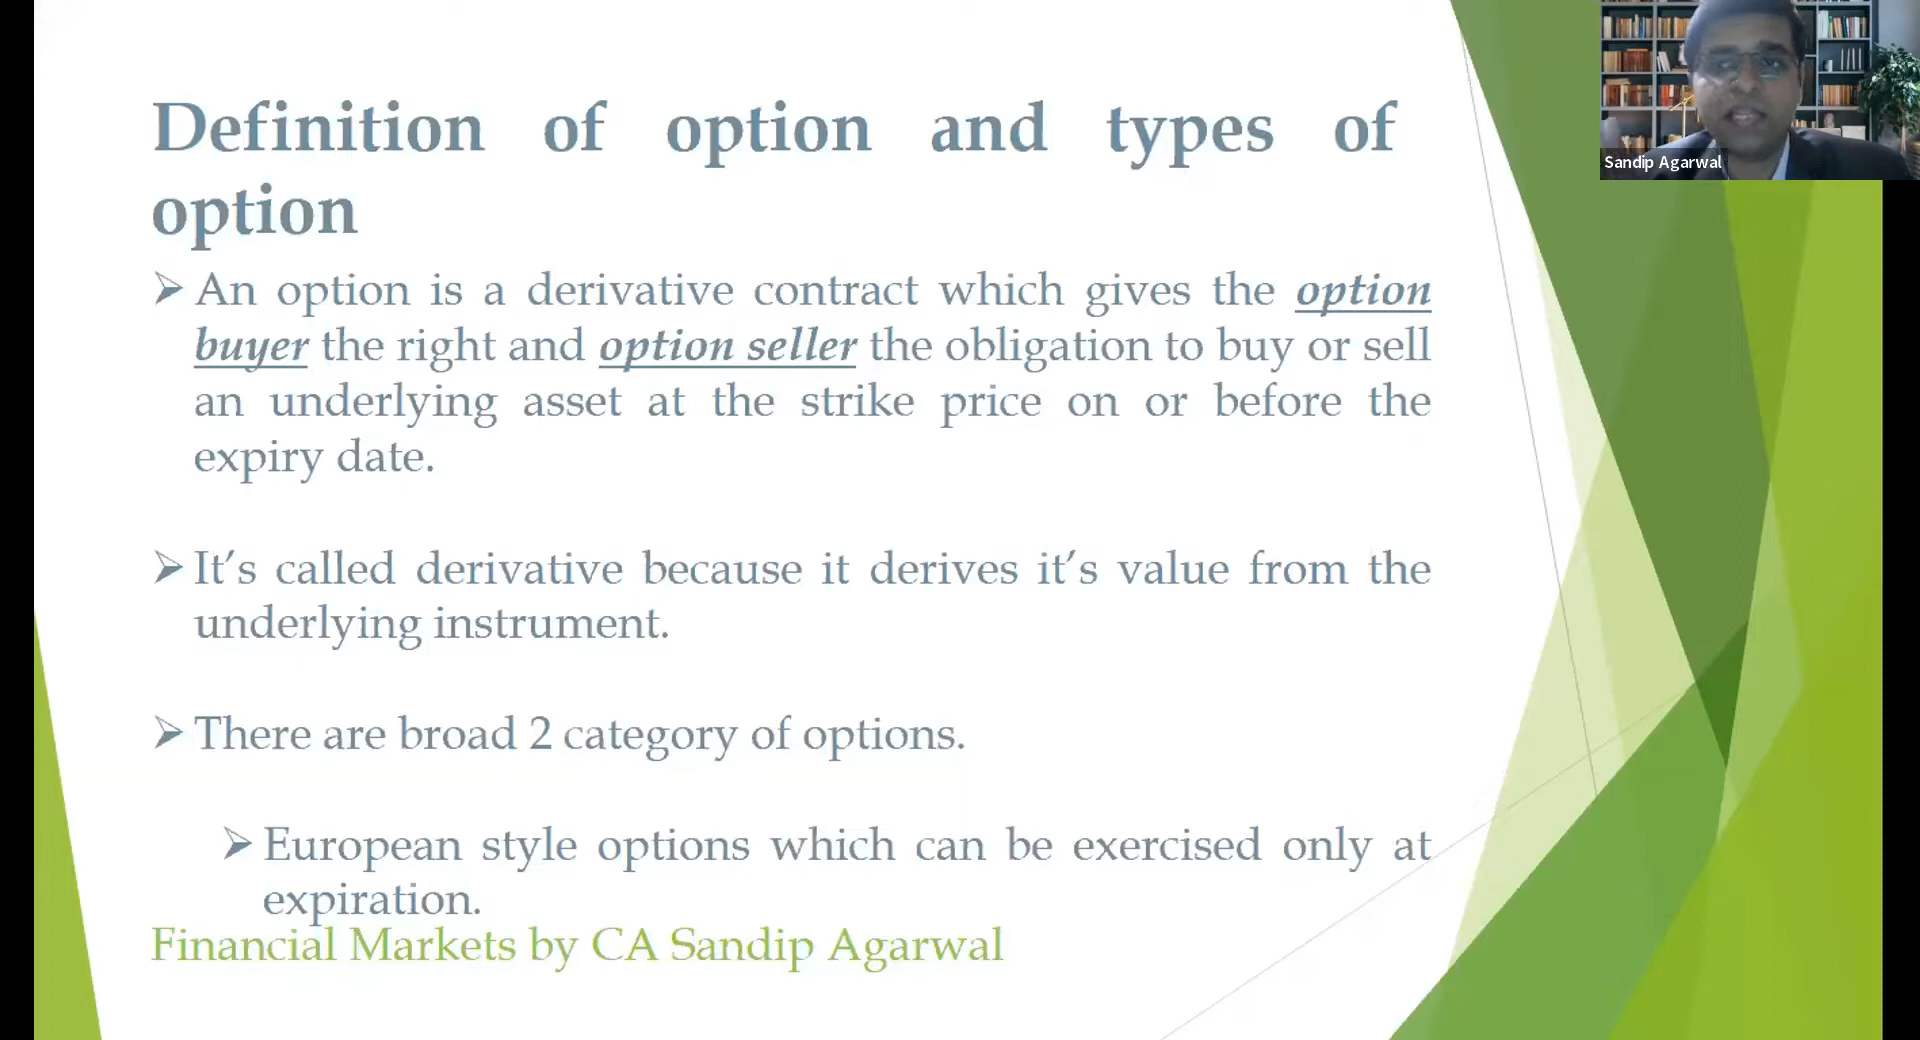 Definition of option and types of
option
➢ An option is a derivative contract which gives the option
buyer the right and option seller the obligation to buy or sell
an underlying asset at the strike price on or before the
expiry date.
➢ It’s called derivative because it derives it’s value from the
underlying instrument.
➢ There are broad 2 category of options.
➢ European style options which can be exercised only at
expiration.
Financial Markets by CA Sandip Agarwal
Sandip Agarwal